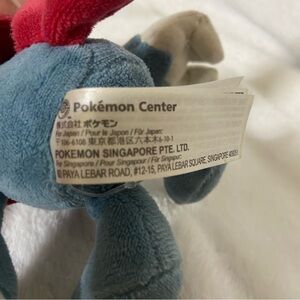 Pokémon Center
株式会社ポケモン
For Japan / Pour le Japon / Für Japan:
〒106-6108 東京都港区六本木6-10-1
POKEMON SINGAPORE PTE. LTD.
For Singapore / Pour Singapour / Für Singapur:
PAYA LEBAR ROAD, #12-15, PAYA LEBAR SQUARE, SINGAPORE